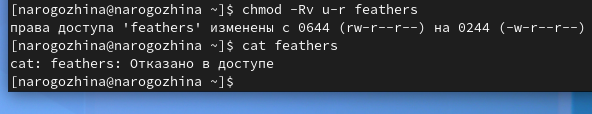 [narogozhina@narogozhina ~]$ chmod -Rv u-r feathers
права доступа 'feathers' изменены с 0644 (rw-r--r--) на 0244 (-w-r--r--)
[narogozhina@narogozhina ~]$ cat feathers
cat: feathers: Отказано в доступе
[narogozhina@narogozhina ~]$